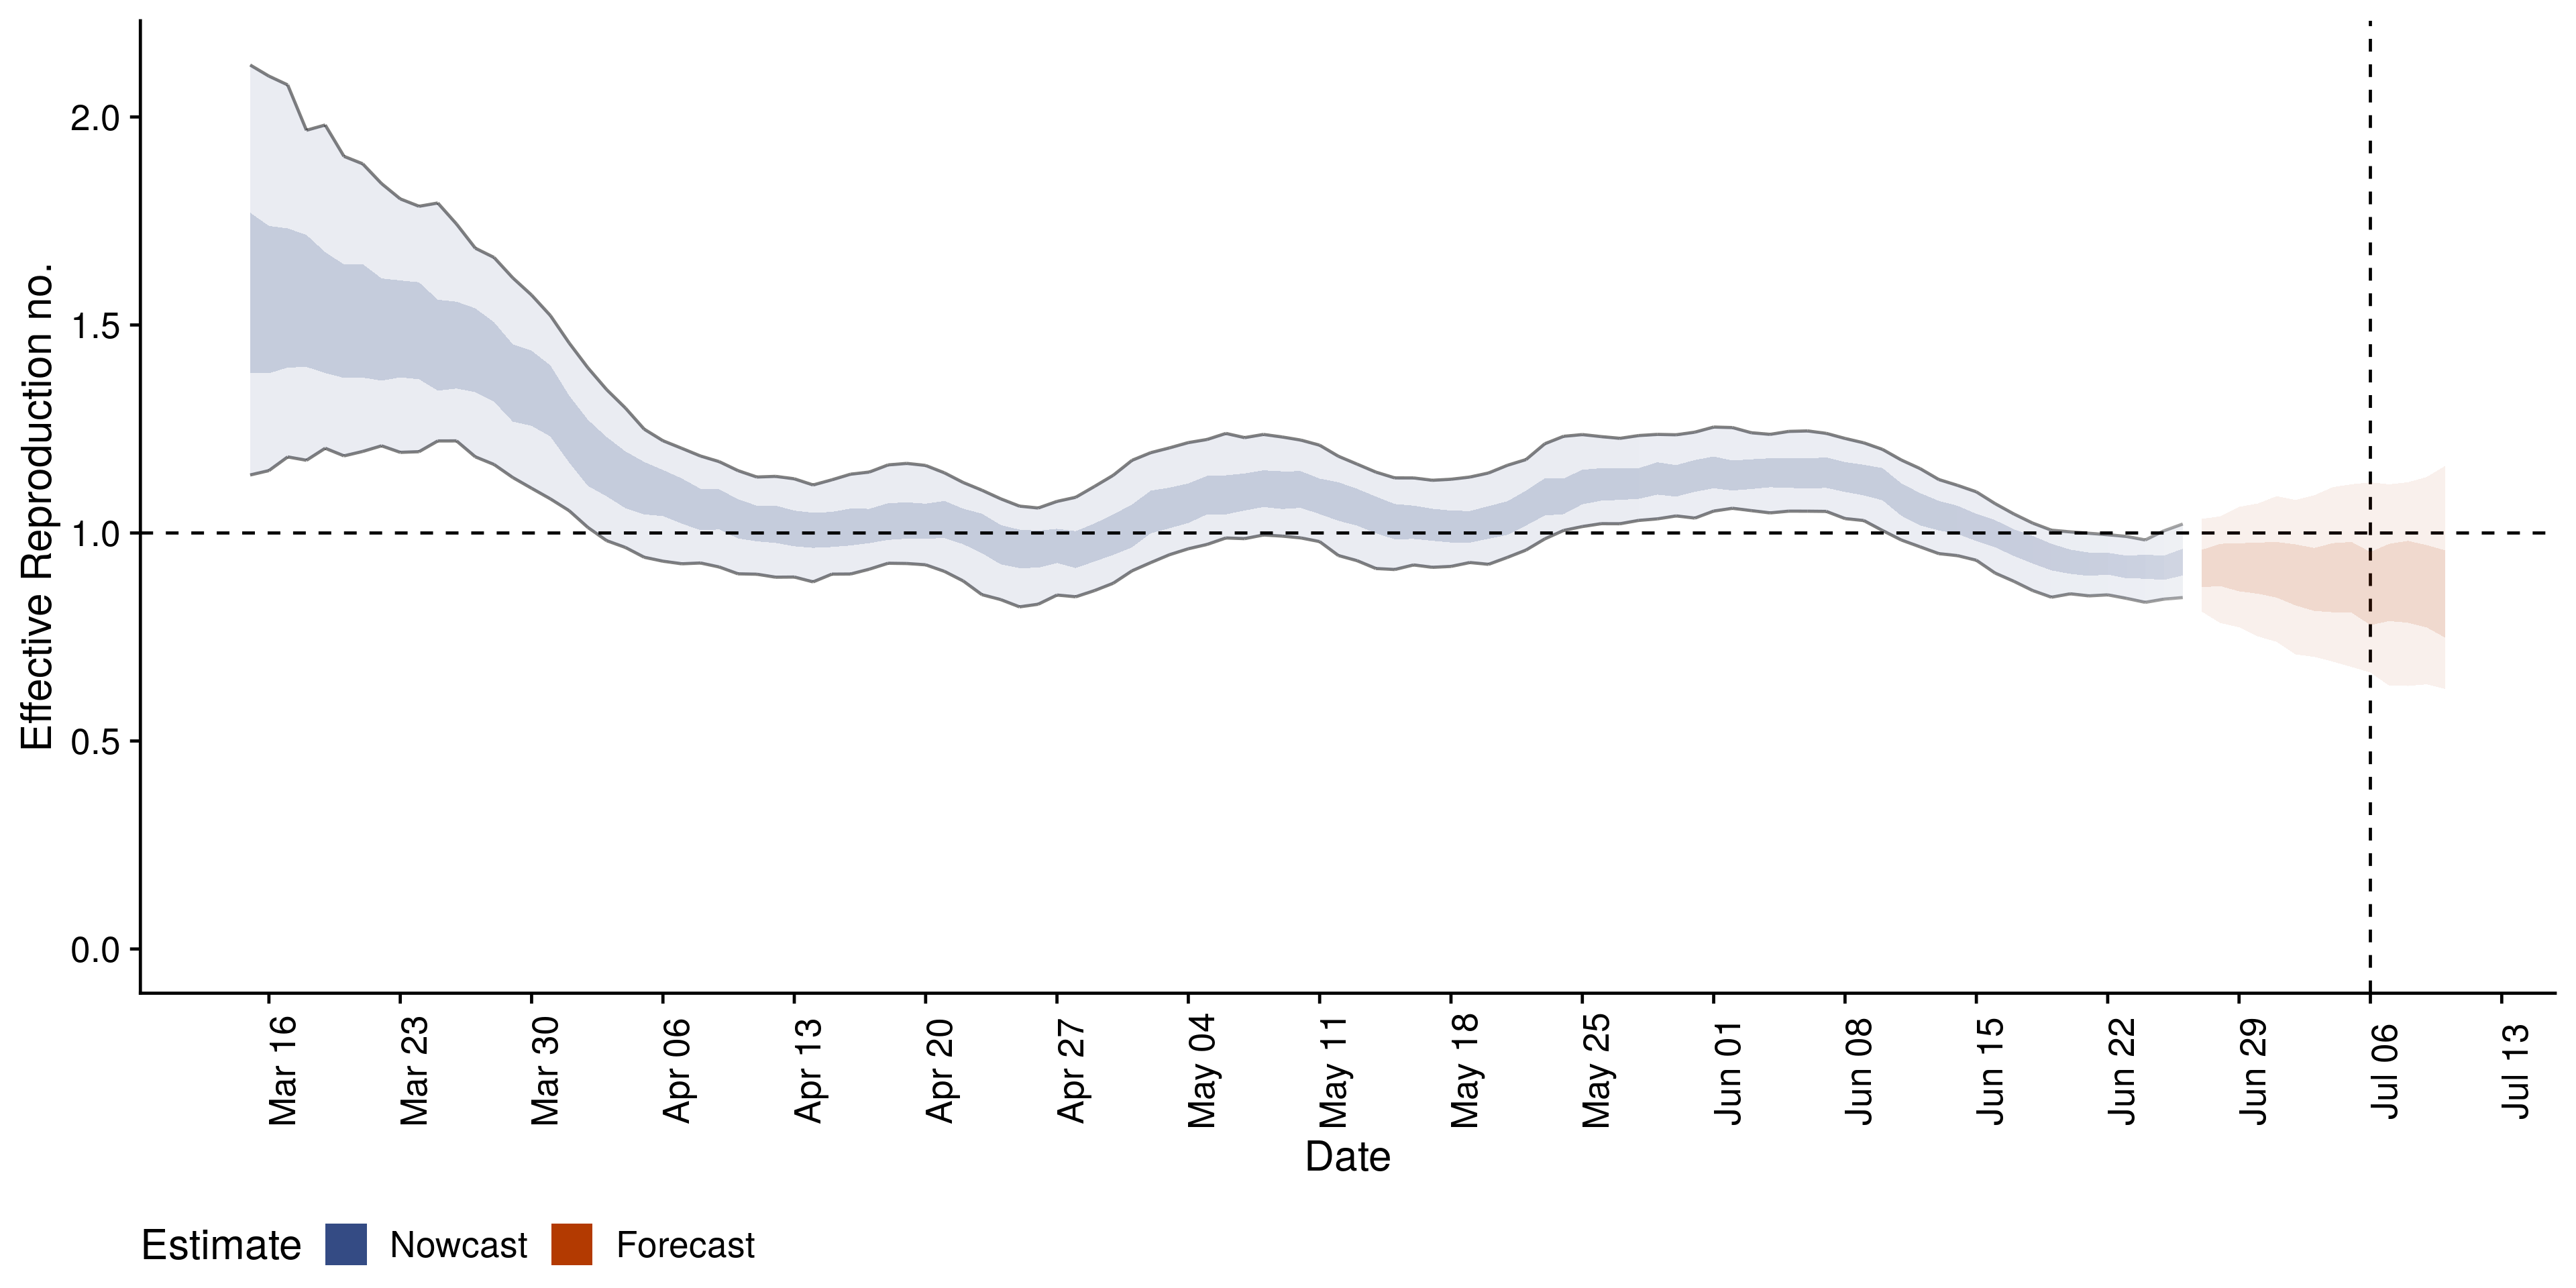 Effective Reproduction no.
2.0
1.5
1.0
0.5
0.0
Mar 16
Mar 23
Mar 30
Apr 06
Apr 13
Apr 20
Apr 27
May 04
May 11
May 18
May 25
Jun 01
Jun 08
Jun 15
Jun 22
Jun 29
Jul 06
Jul 13
Date
Estimate Nowcast Forecast